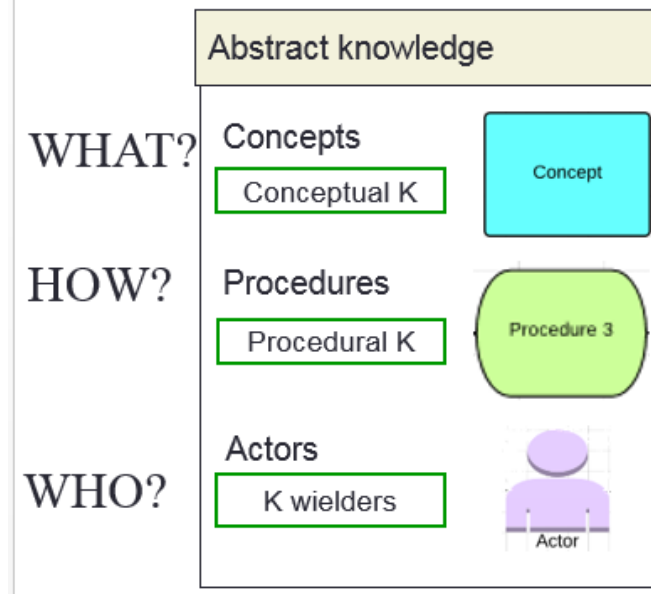 Abstract knowledge
WHAT?
Concepts
Conceptual K
Concept
HOW?
Procedures
Procedural K
Procedure 3
WHO?
Actors
K wielders
Actor